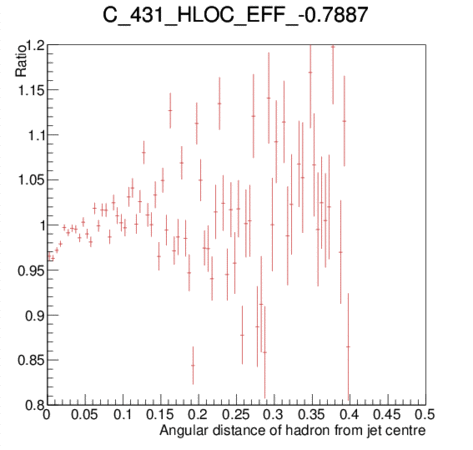 C_431_HLOC_EFF_-0.7887
Ratio
1.2
1.15
1.1
1.05
1
0.95
0.9
0.85
0.8
0 0.05 0.1 0.15 0.2 0.25 0.3 0.35 0.4 0.45 0.5
Angular distance of hadron from jet centre